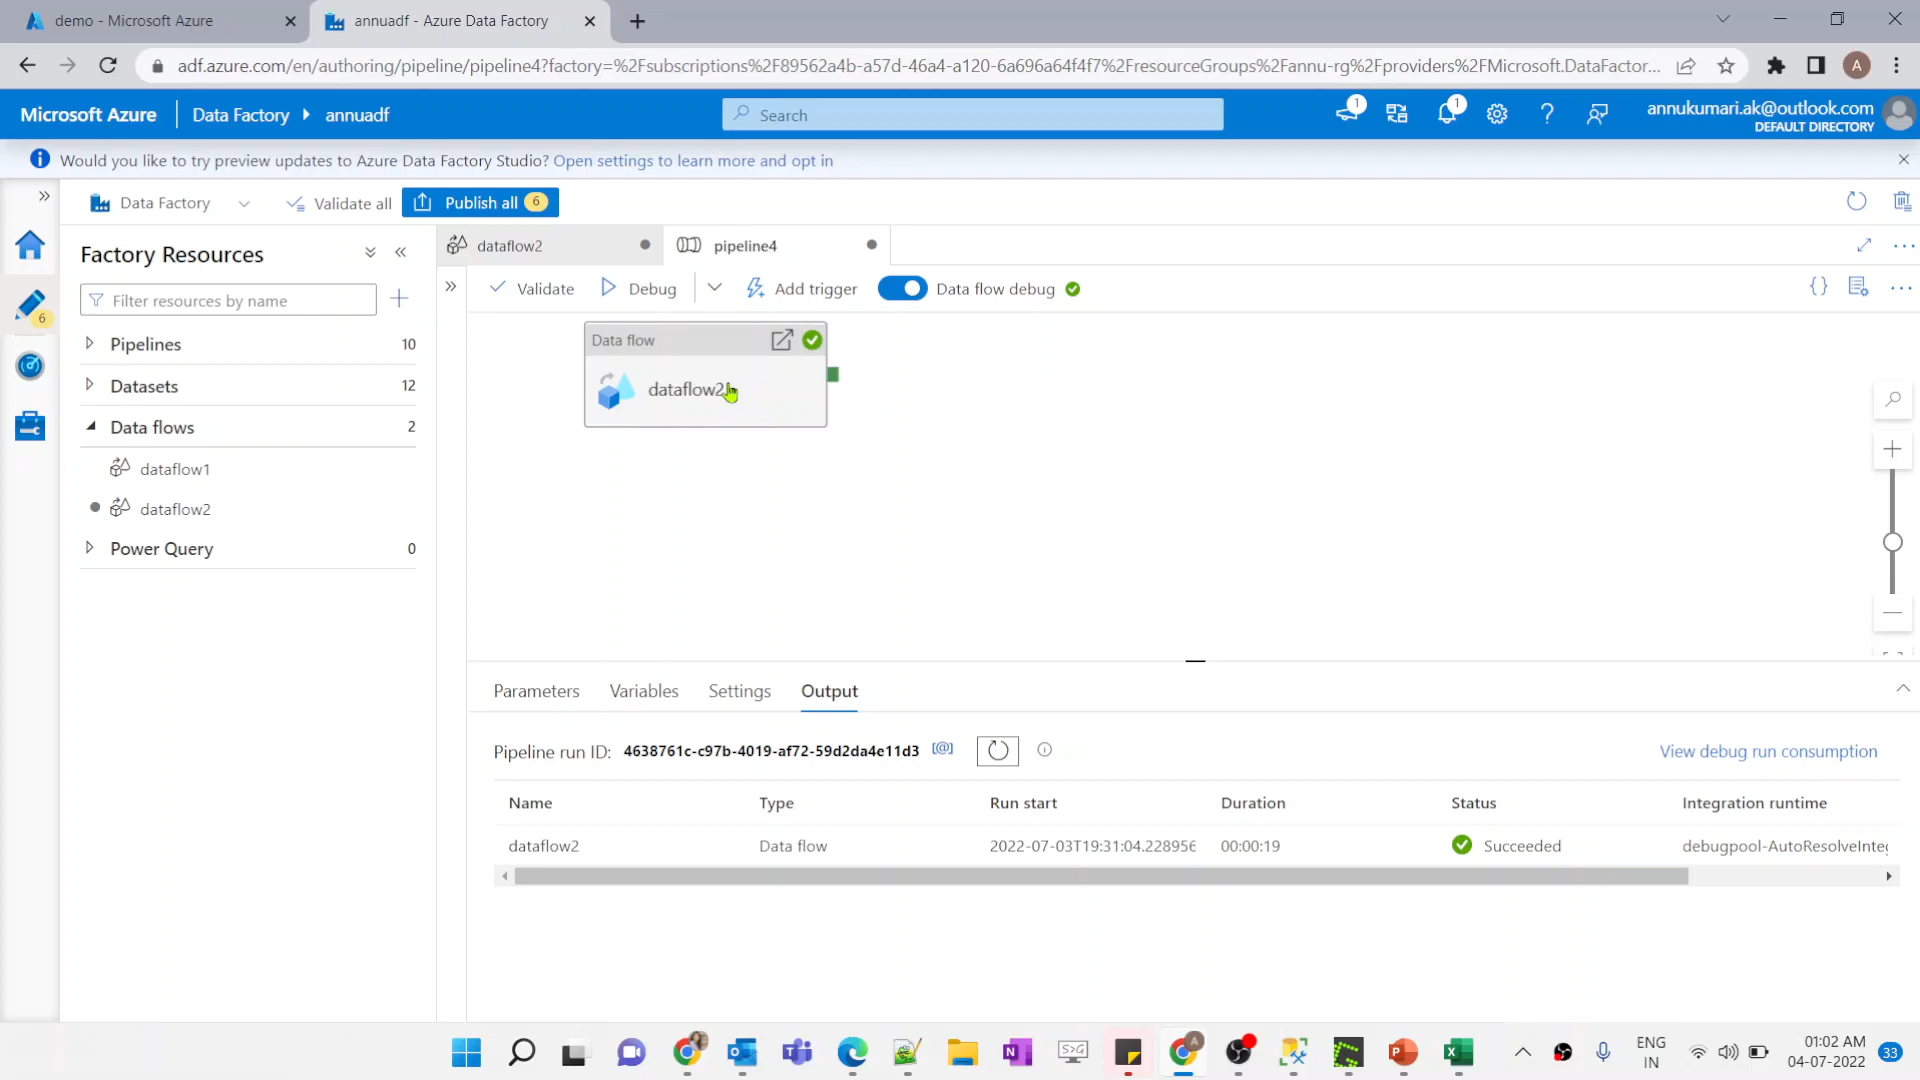 demo - Microsoft Azure
annuadf - Azure Data Factory
adf.azure.com/en/authoring/pipeline/pipeline4?factory=%2Fsubscriptions%2F89562a4b-a57d-46a4-a120-6a696a64f4f7%2FresourceGroups%2Fannu-rg%2Fproviders%2FMicrosoft.DataFactor...
A
Microsoft Azure
Data Factory
annuadf
Search
1
1
annukumari.ak@outlook.com
DEFAULT DIRECTORY
Would you like to try preview updates to Azure Data Factory Studio? Open settings to learn more and opt in
Data Factory
Validate all
Publish all
6
Factory Resources
dataflow2
pipeline4
Filter resources by name
Validate
Debug
Add trigger
Data flow debug
6
Pipelines
10
Datasets
12
Data flows
2
dataflow1
dataflow2
Power Query
0
Data flow
dataflow2
Parameters
Variables
Settings
Output
Pipeline run ID:
4638761c-c97b-4019-af72-59d2da4e11d3
[@]
View debug run consumption
Name
Type
Run start
Duration
Status
Integration runtime
dataflow2
Data flow
2022-07-03T19:31:04.228956
00:00:19
Succeeded
debugpool-AutoResolveInteg
ENG
IN
01:02 AM
04-07-2022
33